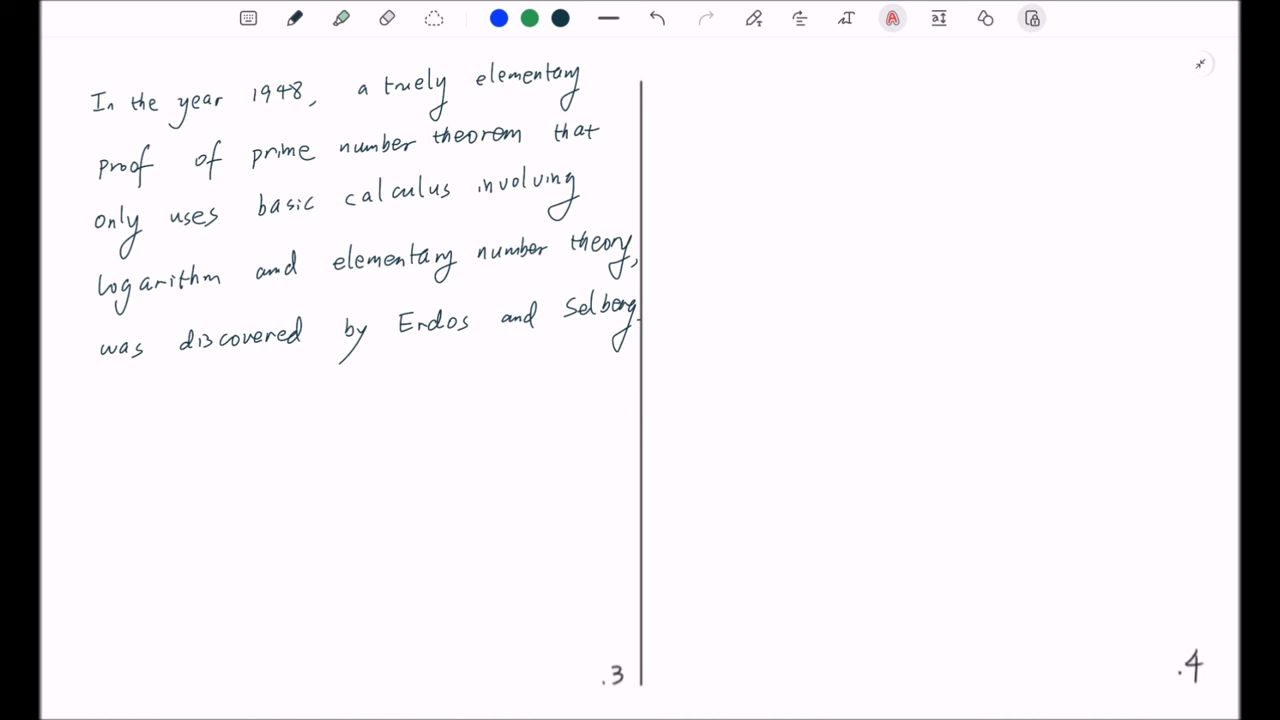 In the year 1948, a truely elementary
proof of prime number theorem that
only uses basic calculus involving
logarithm and elementary number theory,
was discovered by Erdos and Selberg.
.3
.4